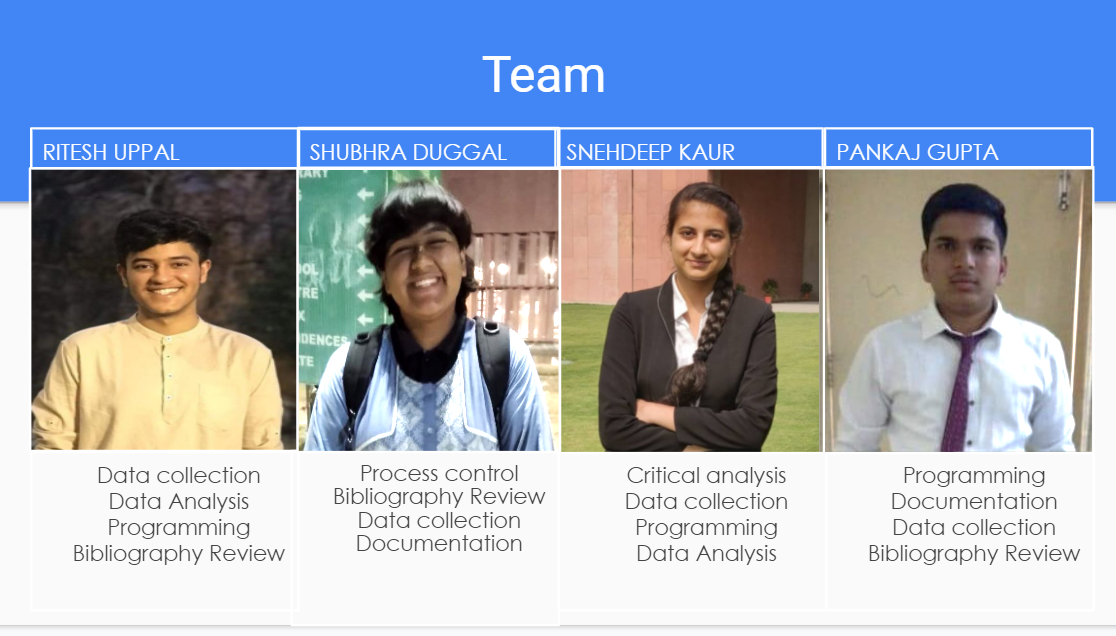 Team
RITESH UPPAL
SHUBHRA DUGGAL
SNEHDEEP KAUR
PANKAJ GUPTA
Data collection
Data Analysis
Programming
Bibliography Review
Process control
Bibliography Review
Data collection
Documentation
Critical analysis
Data collection
Programming
Data Analysis
Programming
Documentation
Data collection
Bibliography Review